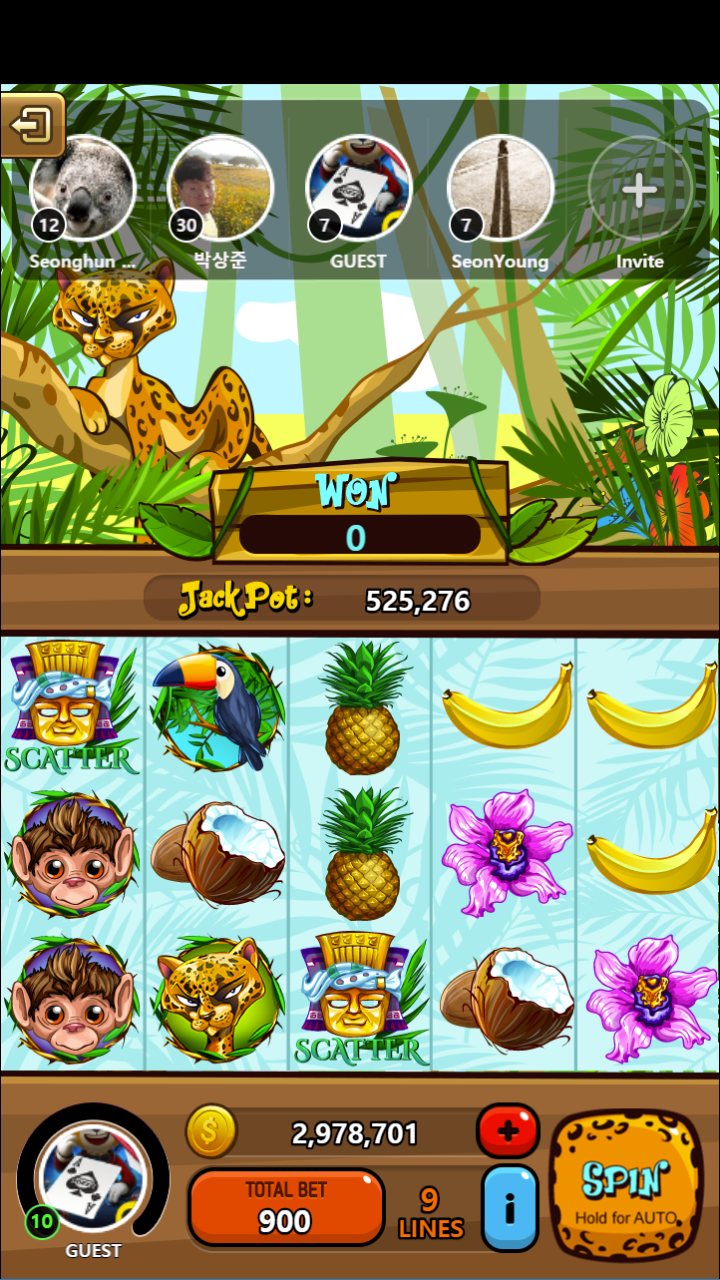 12
30
7
7
Seonghun ...
박상준
GUEST
SeonYoung
Invite
WON
0
JackPot:
525,276
SCATTER
SCATTER
2,978,701
TOTAL BET
900
9
LINES
i
SPIN
Hold for AUTO
10
GUEST